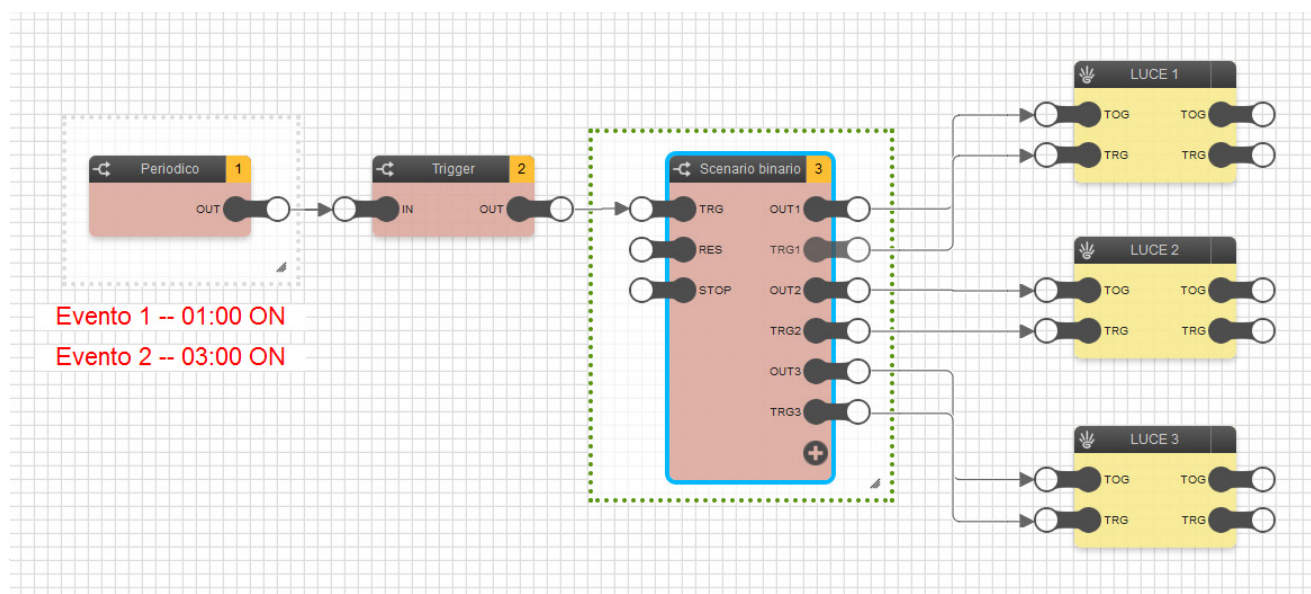 LUCE 1
TOG TOG
TRG TRG
Periodico 1
OUT
Trigger 2
IN OUT
Scenario binario 3
TRG OUT1
RES TRG1
STOP OUT2
TRG2
OUT3
TRG3
LUCE 2
TOG TOG
TRG TRG
Evento 1 -- 01:00 ON
Evento 2 -- 03:00 ON
LUCE 3
TOG TOG
TRG TRG